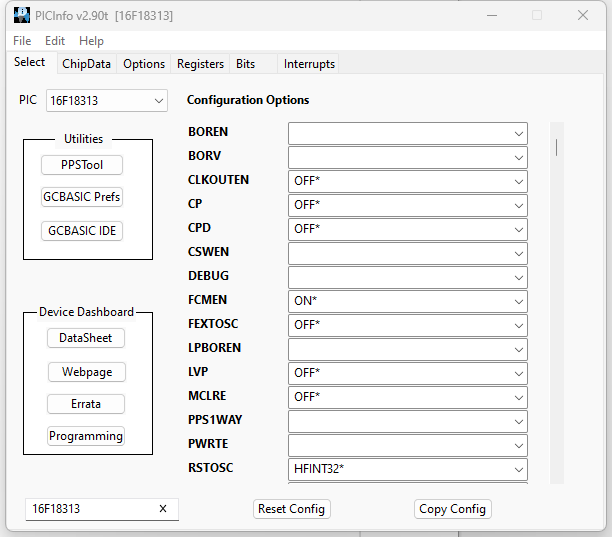 PICInfo v2.90t [16F18313]
File Edit Help
Select ChipData Options Registers Bits Interrupts
PIC 16F18313 Configuration Options
Utilities
PPSTool
GCBASIC Prefs
GCBASIC IDE
Device Dashboard
DataSheet
Webpage
Errata
Programming
BOREN
BORV
CLKOUTEN OFF*
CP OFF*
CPD OFF*
CSWEN
DEBUG
FCMEN ON*
FEXTOSC OFF*
LPBOREN
LVP OFF*
MCLRE OFF*
PPS1WAY
PWRTE
RSTOSC HFINT32*
16F18313 X Reset Config Copy Config